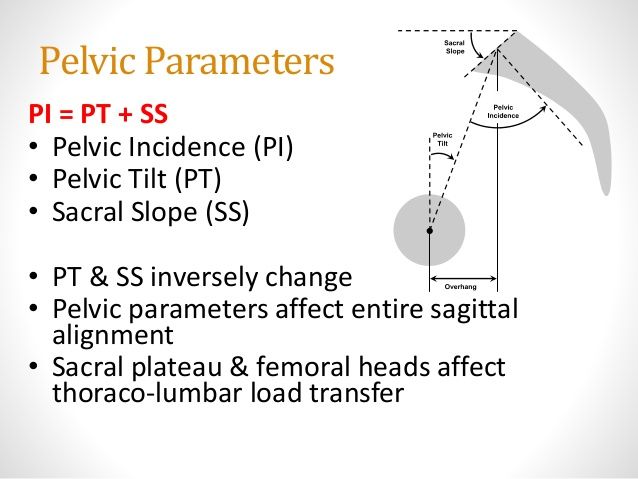 Pelvic Parameters
PI = PT + SS
• Pelvic Incidence (PI)
• Pelvic Tilt (PT)
• Sacral Slope (SS)
• PT & SS inversely change
• Pelvic parameters affect entire sagittal
alignment
• Sacral plateau & femoral heads affect
thoraco-lumbar load transfer
Sacral
Slope
Pelvic
Incidence
Pelvic
Tilt
Overhang